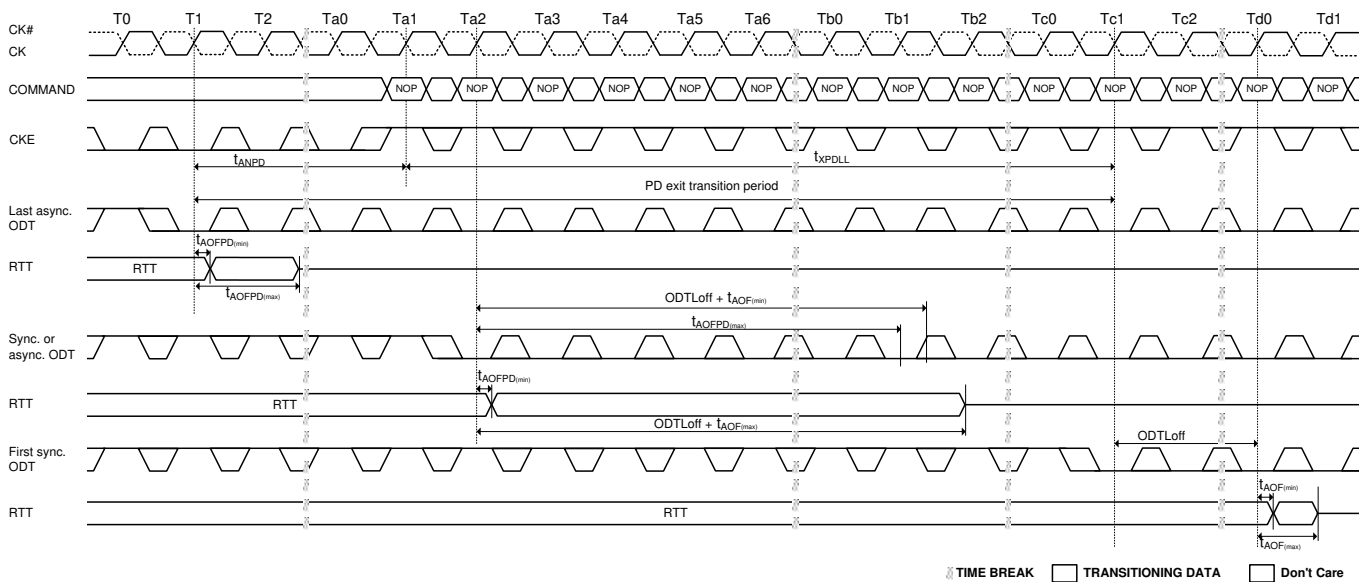 T0 T1 T2 Ta0 Ta1 Ta2 Ta3 Ta4 Ta5 Ta6 Tb0 Tb1 Tb2 Tc0 Tc1 Tc2 Td0 Td1
CK#
CK
COMMAND NOP NOP NOP NOP NOP NOP NOP NOP NOP NOP NOP NOP NOP NOP
CKE
tANPD tXPDLL
PD exit transition period
Last async.
ODT
tAOFPD(min)
RTT RTT
tAOFPD(max)
ODTLoff + tAOF(min)
tAOFPD(max)
Sync. or
async. ODT
tAOFPD(min)
RTT RTT
ODTLoff + tAOF(max)
First sync.
ODT
ODTLoff
tAOF(min)
RTT RTT
tAOF(max)
TIME BREAK TRANSITIONING DATA Don't Care